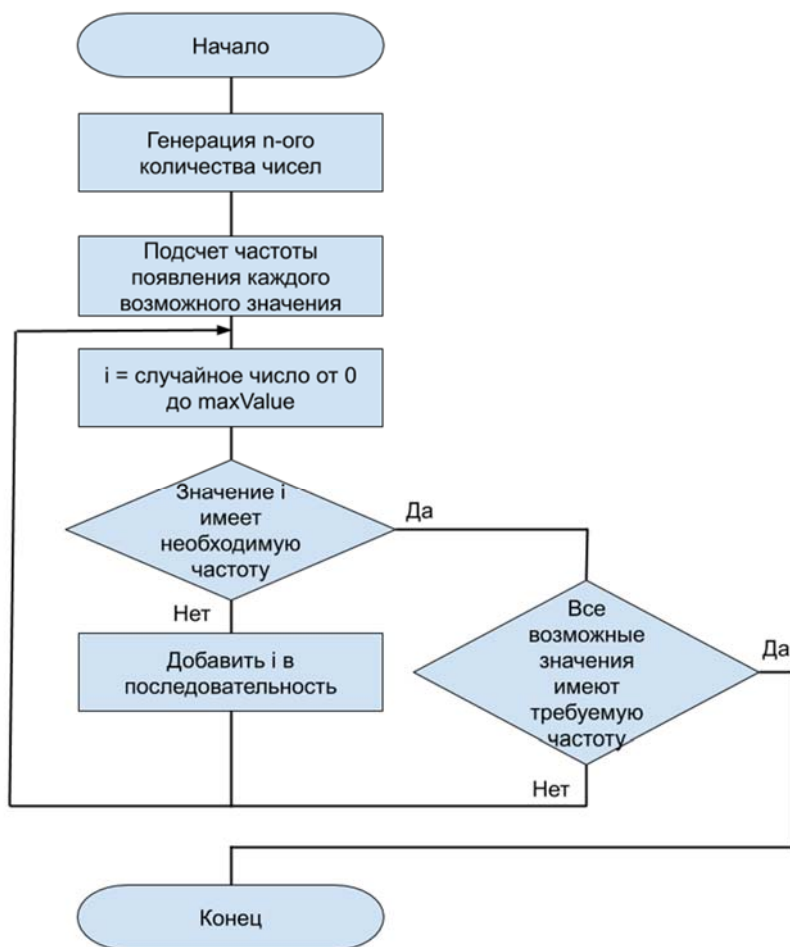 Начало
Генерация n-ого
количества чисел
Подсчет частоты
появления каждого
возможного значения
i = случайное число от 0
до maxValue
Значение i
имеет
необходимую
частоту
Да
Нет
Добавить i в
последовательность
Все
возможные
значения
имеют
требуемую
частоту
Да
Нет
Конец